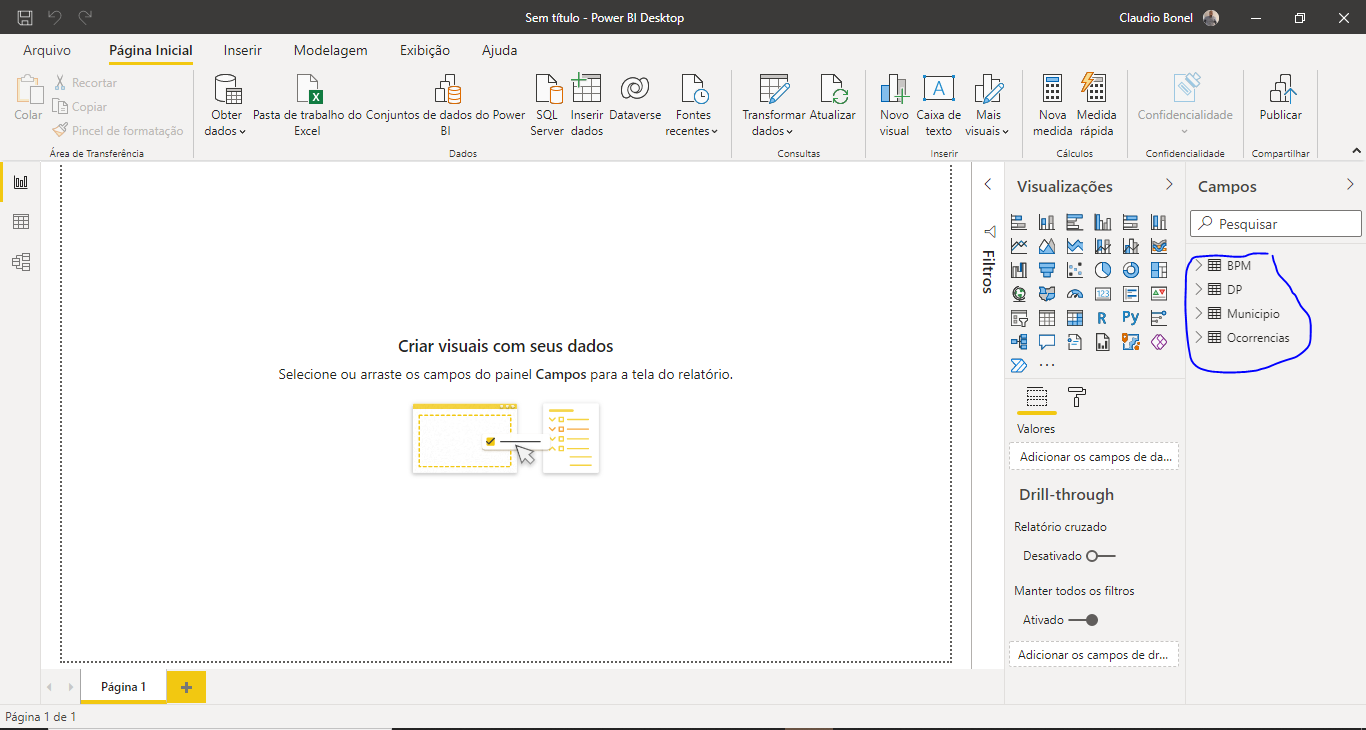 Sem título - Power BI Desktop
Claudio Bonel
Arquivo
Página Inicial
Inserir
Modelagem
Exibição
Ajuda
Colar
Recortar
Copiar
Pincel de formatação
Área de Transferência
Obter
dados
Pasta de trabalho do
Excel
Conjuntos de dados do Power
BI
SQL
Server
Inserir
dados
Dataverse
Fontes
recentes
Dados
Transformar
dados
Atualizar
Consultas
Novo
visual
A
Caixa de
texto
Mais
visuais
Inserir
Nova
medida
Medida
rápida
Cálculos
Confidencialidade
Confidencialidade
Publicar
Compartilhar
Criar visuais com seus dados
Selecione ou arraste os campos do painel Campos para a tela do relatório.
Filtros
Visualizações
123
R
Py
Valores
Adicionar os campos de da...
Drill-through
Relatório cruzado
Desativado
Manter todos os filtros
Ativado
Adicionar os campos de dr...
Campos
Pesquisar
BPM
DP
Municipio
Ocorrencias
Página 1
Página 1 de 1